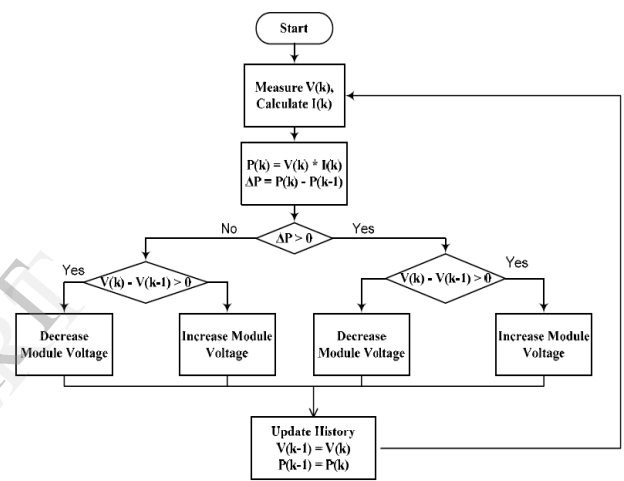 Start
Measure V(k),
Calculate I(k)
P(k) = V(k) * I(k)
ΔP = P(k) - P(k-1)
No
ΔP > 0
Yes
Yes
V(k) - V(k-1) > 0
V(k) - V(k-1) > 0
Yes
Decrease
Module Voltage
Increase Module
Voltage
Decrease
Module Voltage
Increase Module
Voltage
Update History
V(k-1) = V(k)
P(k-1) = P(k)